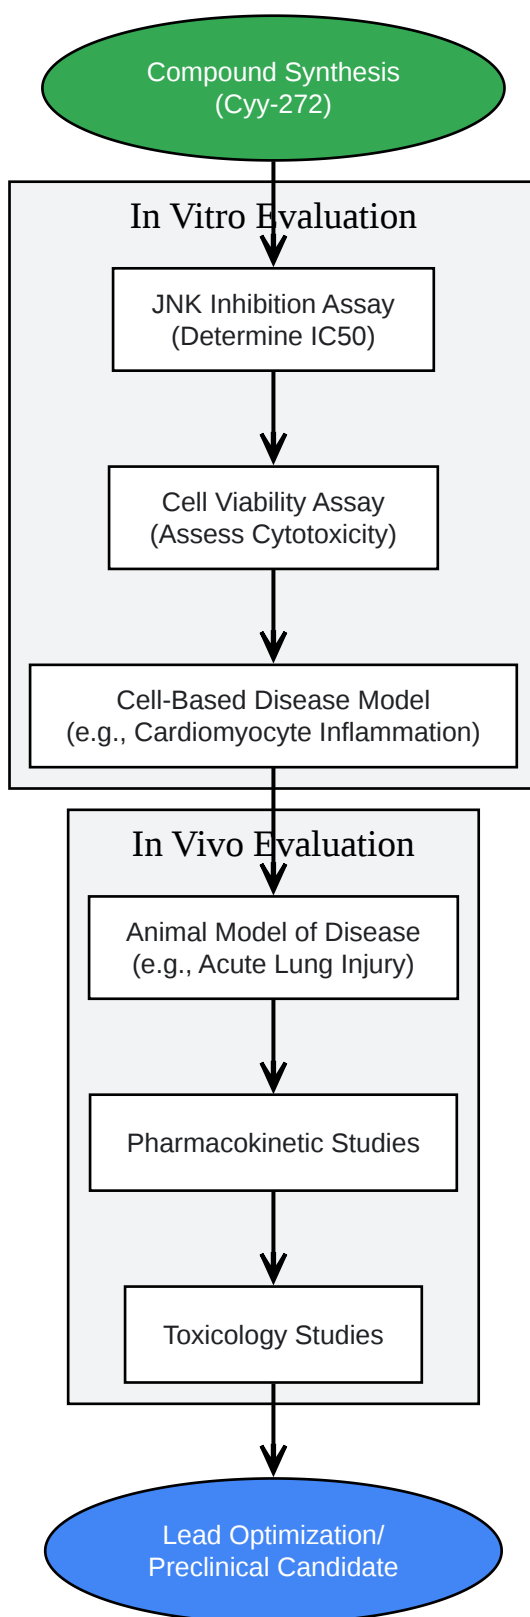 Compound Synthesis
(Cyy-272)
In Vitro Evaluation
JNK Inhibition Assay
(Determine IC50)
Cell Viability Assay
(Assess Cytotoxicity)
Cell-Based Disease Model
(e.g., Cardiomyocyte Inflammation)
In Vivo Evaluation
Animal Model of Disease
(e.g., Acute Lung Injury)
Pharmacokinetic Studies
Toxicology Studies
Lead Optimization/
Preclinical Candidate